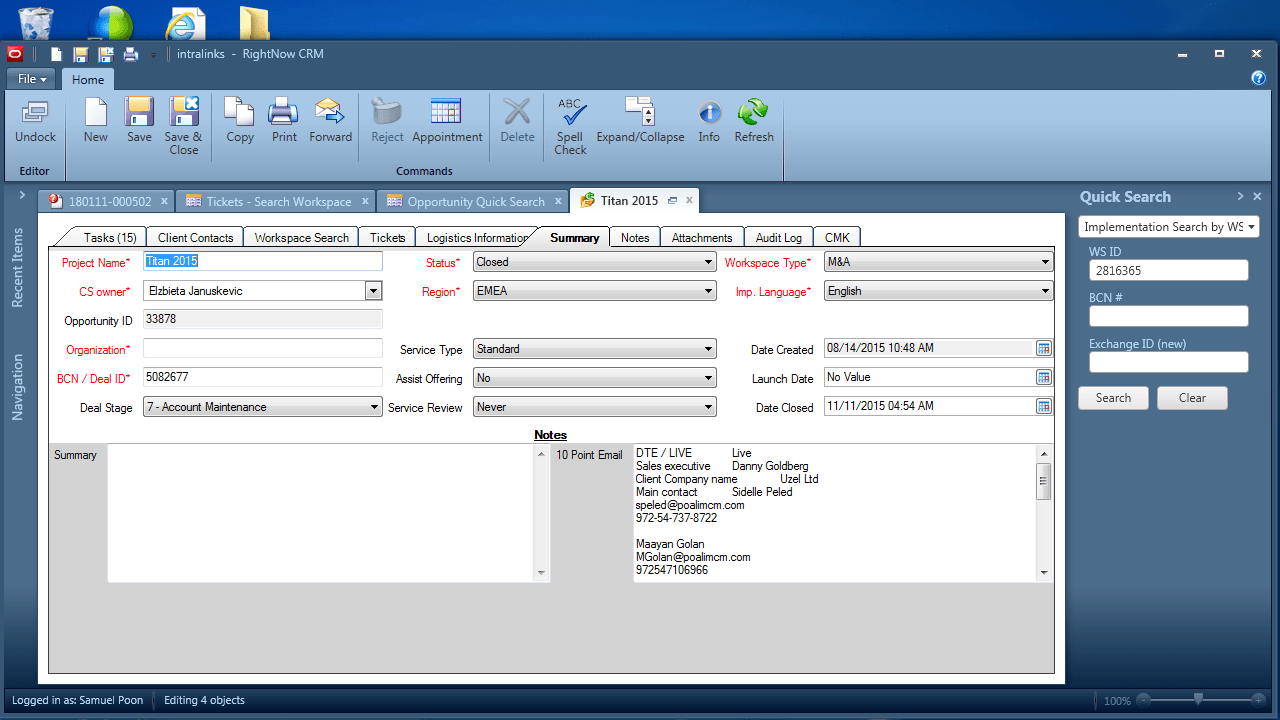 intralinks - RightNow CRM
File
Home
Undock
New
Save
Save & Close
Copy
Print
Forward
Reject
Appointment
Delete
ABC
Spell Check
Expand/Collapse
Info
Refresh
Editor
Commands
180111-000502
Tickets - Search Workspace
Opportunity Quick Search
Titan 2015
Recent Items
Navigation
Tasks (15)
Client Contacts
Workspace Search
Tickets
Logistics Information
Summary
Notes
Attachments
Audit Log
CMK
Project Name* Titan 2015
Status* Closed
Workspace Type* M&A
CS owner* Elzbieta Januskevic
Region* EMEA
Imp. Language* English
Opportunity ID 33878
Organization*
Service Type Standard
Date Created 08/14/2015 10:48 AM
BCN / Deal ID* 5082677
Assist Offering No
Launch Date No Value
Deal Stage 7 - Account Maintenance
Service Review Never
Date Closed 11/11/2015 04:54 AM
Notes
Summary
10 Point Email
DTE / LIVE Live
Sales executive Danny Goldberg
Client Company name Uzel Ltd
Main contact Sidelle Peled
speled@poalimcm.com
972-54-737-8722
Maayan Golan
MGolan@poalimcm.com
972547106966
Quick Search
Implementation Search by WS
WS ID
2816365
BCN #
Exchange ID (new)
Search
Clear
Logged in as: Samuel Poon
Editing 4 objects
100%